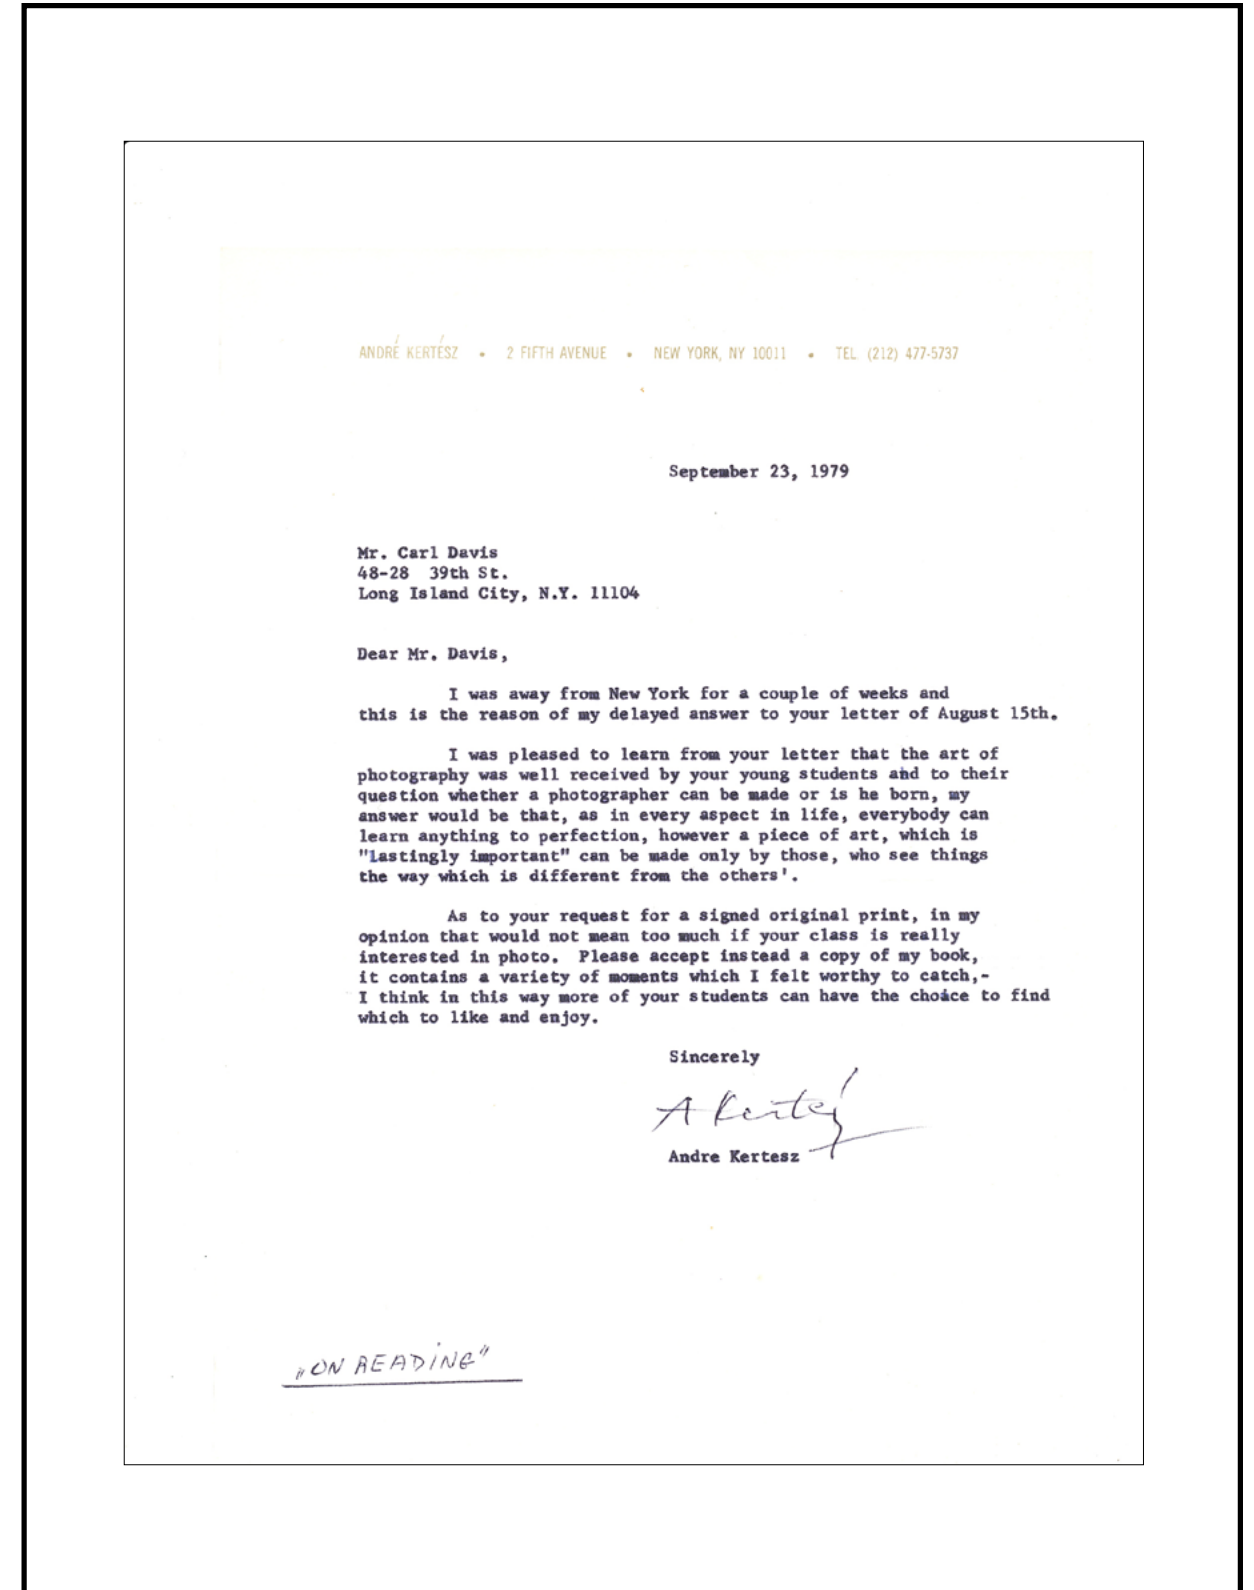 ANDRÉ KERTÉSZ • 2 FIFTH AVENUE • NEW YORK, NY 10011 • TEL (212) 477-5737
September 23, 1979
Mr. Carl Davis
48-28 39th St.
Long Island City, N.Y. 11104
Dear Mr. Davis,
I was away from New York for a couple of weeks and
this is the reason of my delayed answer to your letter of August 15th.
I was pleased to learn from your letter that the art of
photography was well received by your young students and to their
question whether a photographer can be made or is he born, my
answer would be that, as in every aspect in life, everybody can
learn anything to perfection, however a piece of art, which is
"lastingly important" can be made only by those, who see things
the way which is different from the others'.
As to your request for a signed original print, in my
opinion that would not mean too much if your class is really
interested in photo. Please accept instead a copy of my book,
it contains a variety of moments which I felt worthy to catch,-
I think in this way more of your students can have the choice to find
which to like and enjoy.
Sincerely
A Kertész
Andre Kertesz
„ON READING"